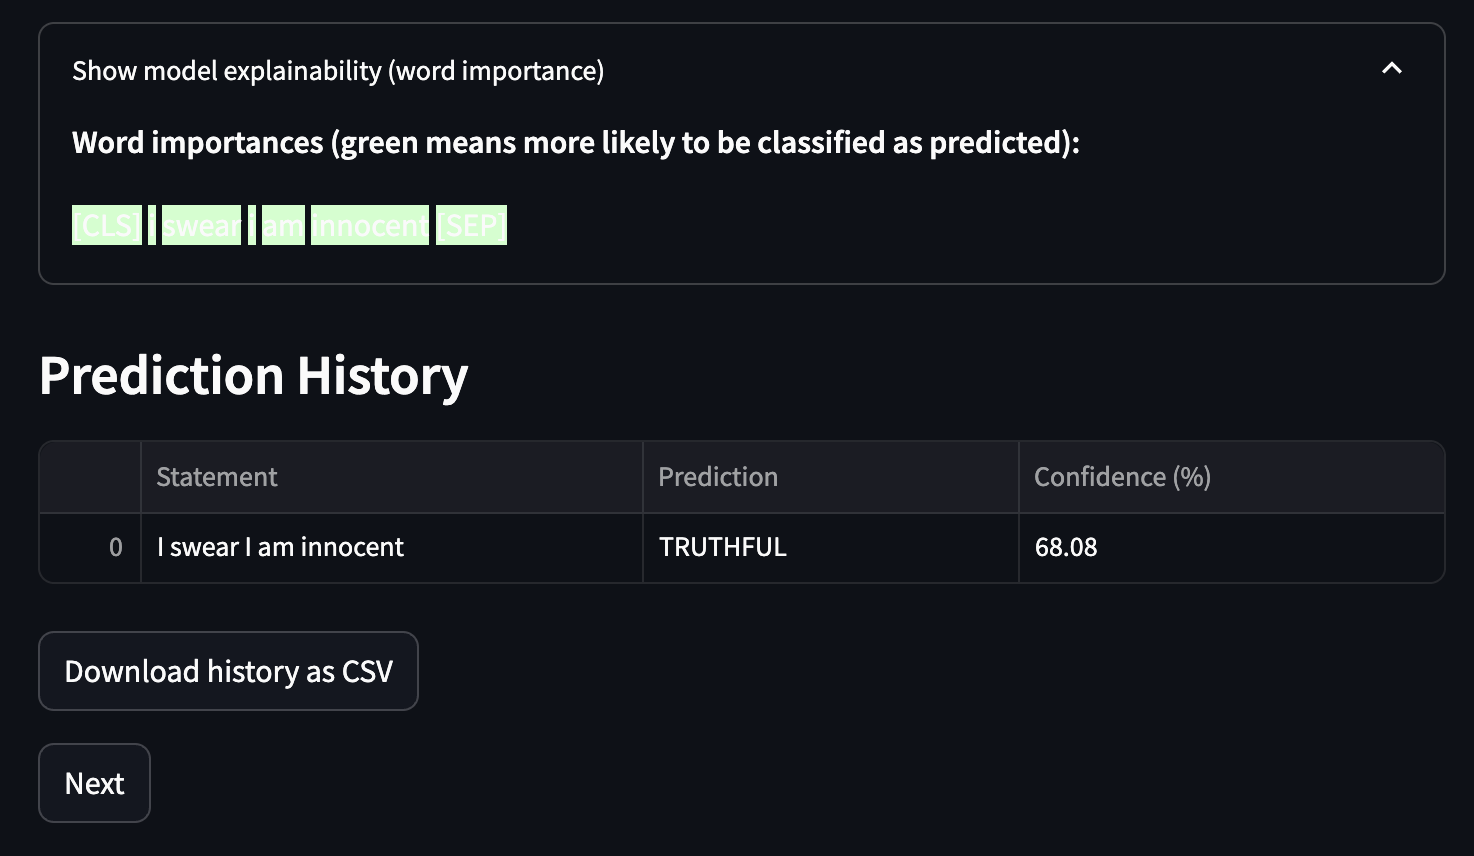 Show model explainability (word importance)
Word importances (green means more likely to be classified as predicted):
[CLS] i swear i am innocent [SEP]
Prediction History
Statement Prediction Confidence (%)
0 I swear I am innocent TRUTHFUL 68.08
Download history as CSV
Next